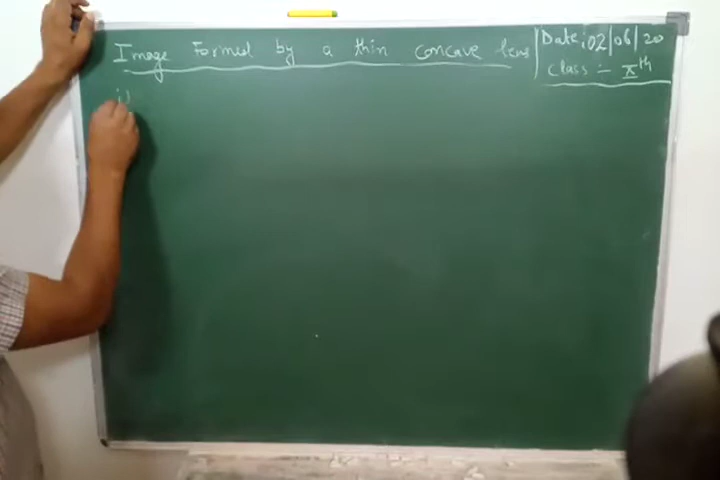 Image Formed by a thin concave lens
Date:02|06|20
Class :- Xth
i)